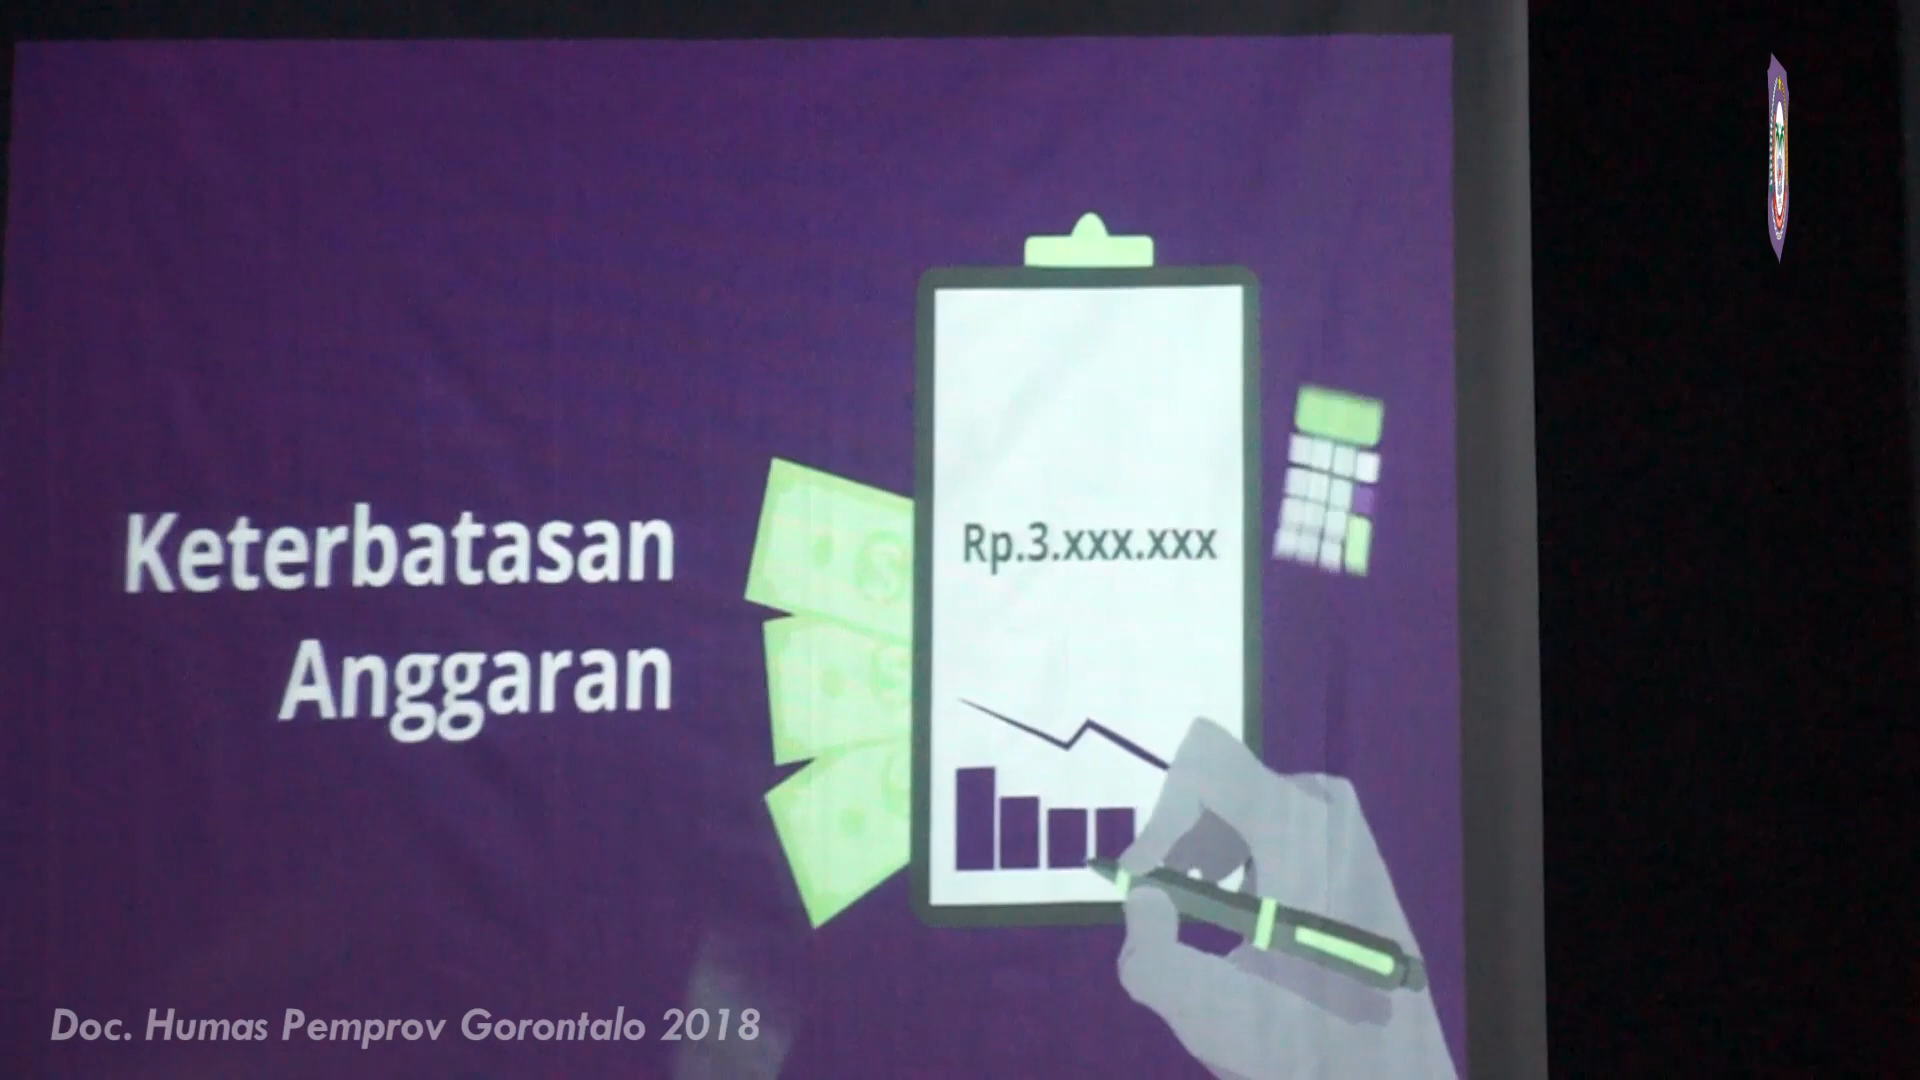 Keterbatasan
Anggaran
Rp.3.xxx.xxx
Doc. Humas Pemprov Gorontalo 2018